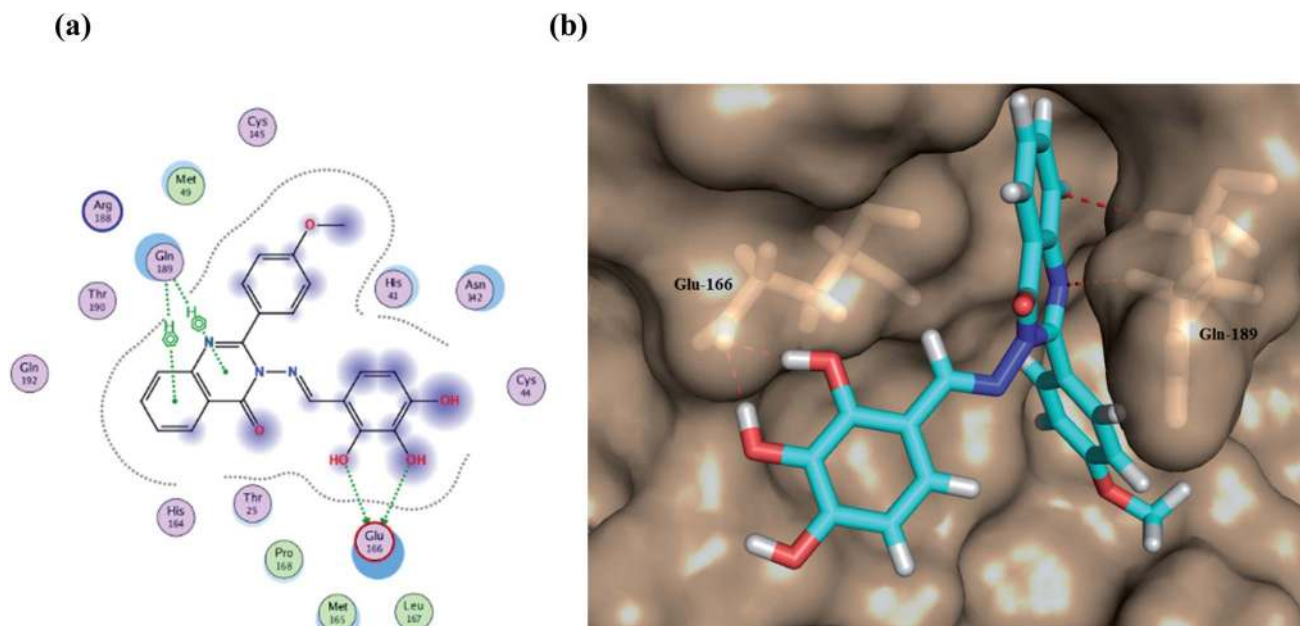 (a)
(b)
Cys
145
Met
49
Arg
188
Gln
189
Thr
190
Gln
192
H
H
O
His
41
Asn
142
N
N
N
O
OH
HO
OH
Cys
44
His
164
Thr
25
Glu
166
Pro
168
Met
165
Leu
167
Glu-166
Gln-189